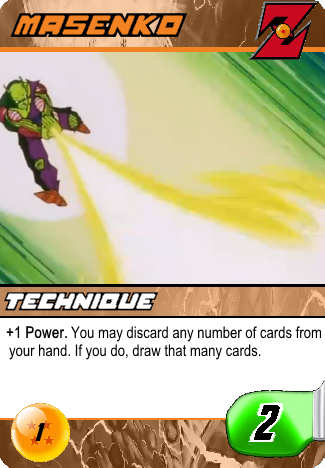 MASENKO
Z
TECHNIQUE
+1 Power. You may discard any number of cards from
your hand. If you do, draw that many cards.
1
2